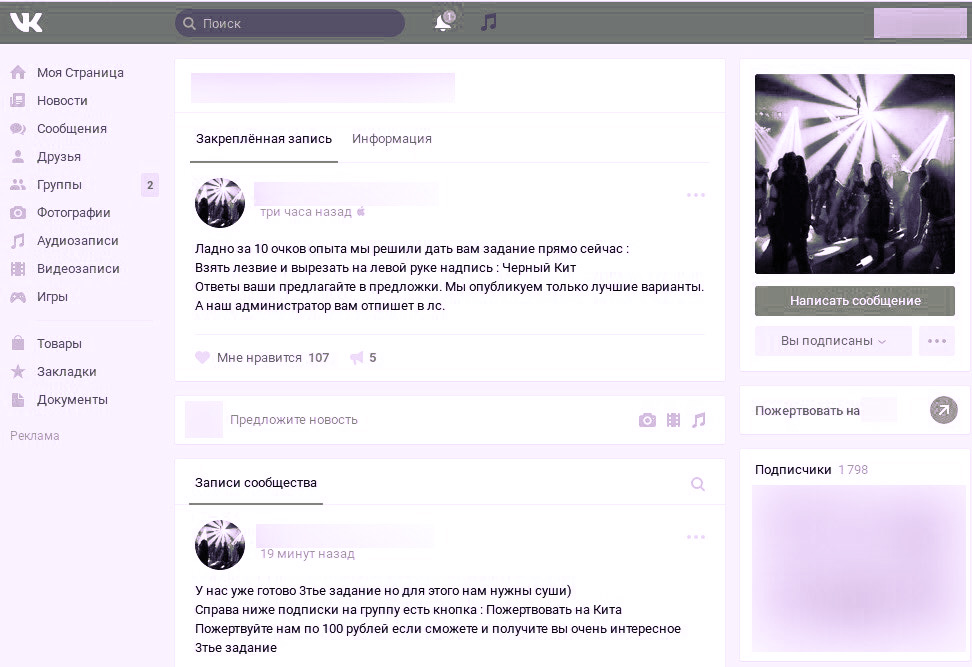 VK
Поиск
1
Моя Страница
Новости
Сообщения
Друзья
Группы 2
Фотографии
Аудиозаписи
Видеозаписи
Игры
Товары
Закладки
Документы
Реклама
Закреплённая запись Информация
три часа назад
Ладно за 10 очков опыта мы решили дать вам задание прямо сейчас :
Взять лезвие и вырезать на левой руке надпись : Черный Кит
Ответы ваши предлагайте в предложки. Мы опубликуем только лучшие варианты.
А наш администратор вам отпишет в лс.
Мне нравится 107 5
Предложите новость
Записи сообщества
19 минут назад
У нас уже готово 3тье задание но для этого нам нужны суши)
Справа ниже подписки на группу есть кнопка : Пожертвовать на Кита
Пожертвуйте нам по 100 рублей если сможете и получите вы очень интересное
3тье задание
Написать сообщение
Вы подписаны
Пожертвовать на
Подписчики 1 798